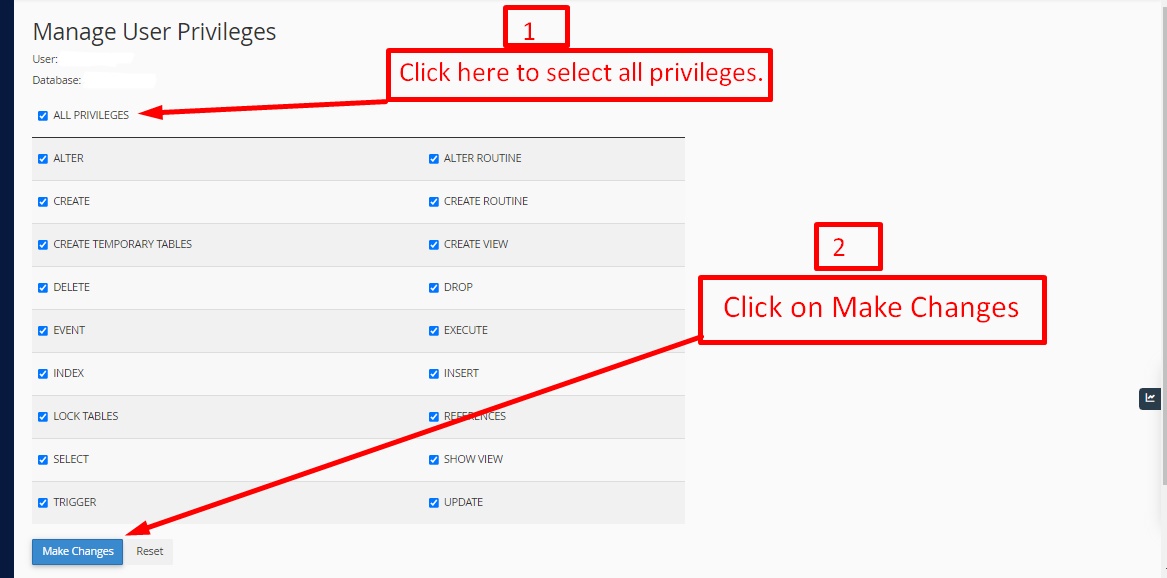 Manage User Privileges
1
User:
Click here to select all privileges.
Database:
ALL PRIVILEGES
ALTER
ALTER ROUTINE
CREATE
CREATE ROUTINE
CREATE TEMPORARY TABLES
CREATE VIEW
DELETE
DROP
2
Click on Make Changes
EVENT
EXECUTE
INDEX
INSERT
LOCK TABLES
REFERENCES
SELECT
SHOW VIEW
TRIGGER
UPDATE
Make Changes
Reset